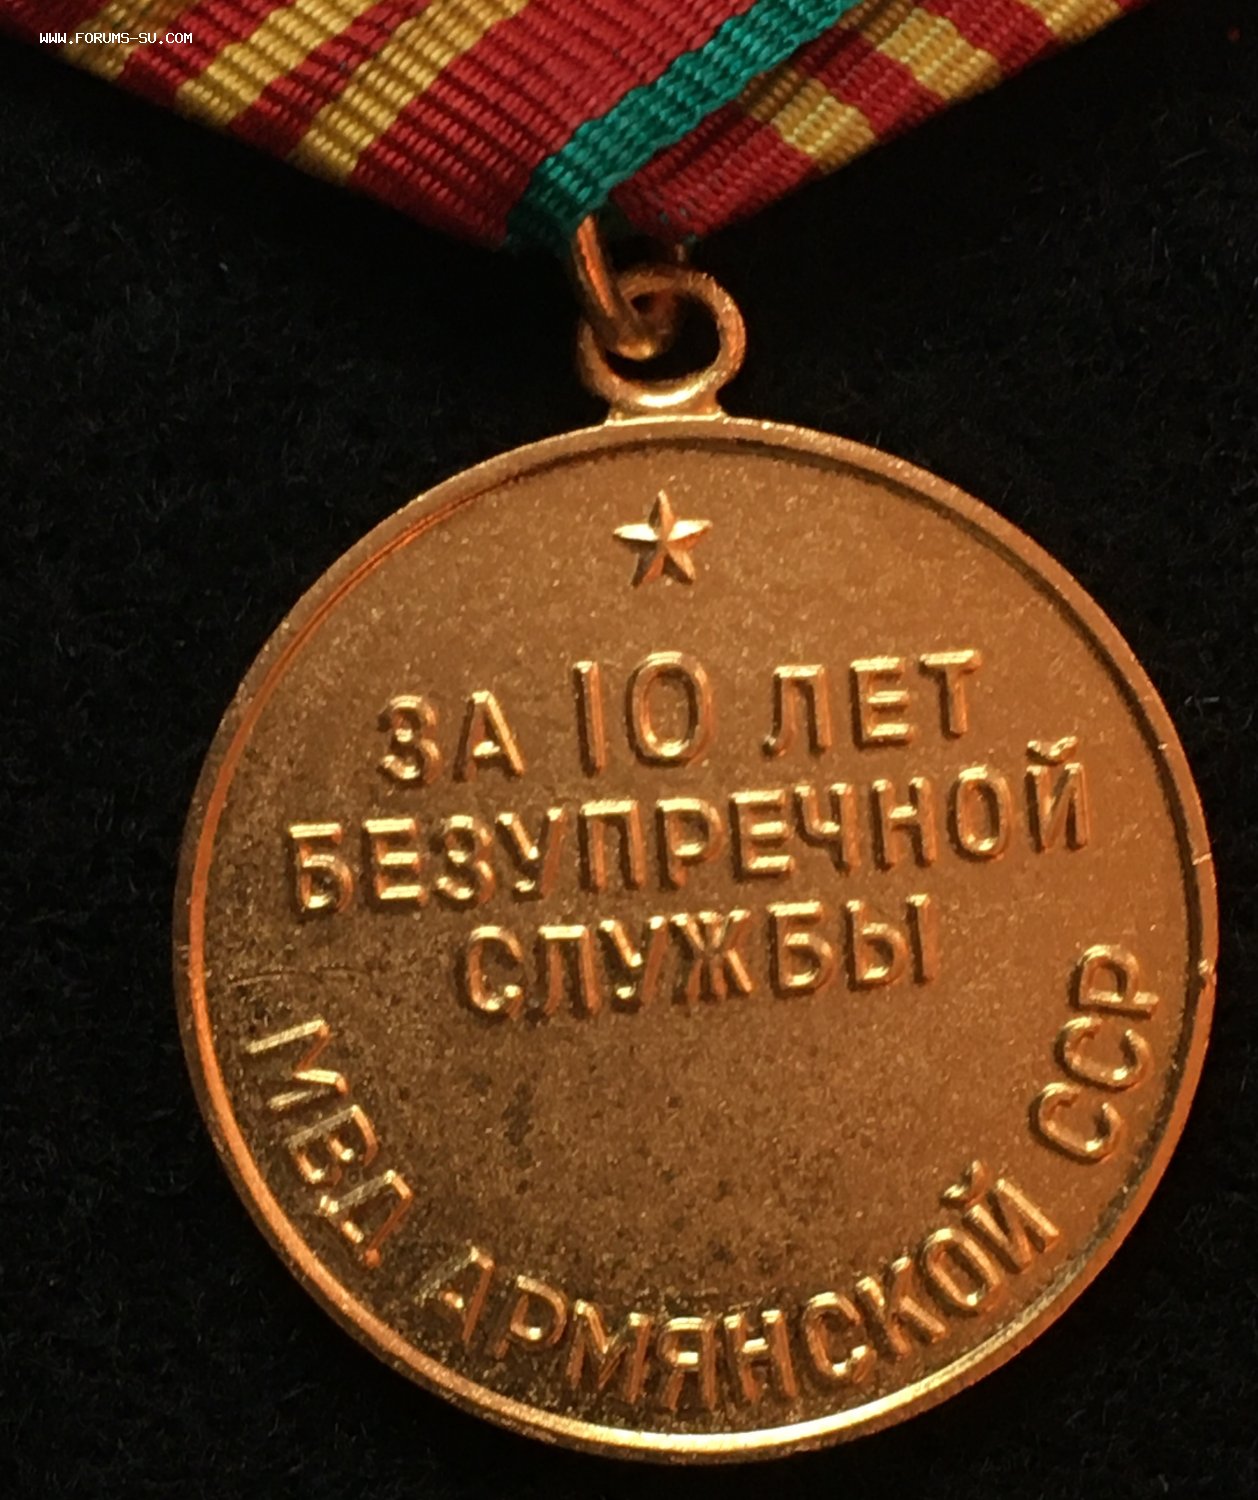 WWW.FORUMS-SU.COM
ЗА 10 ЛЕТ
БЕЗУПРЕЧНОЙ
СЛУЖБЫ
МВД АРМЯНСКОЙ ССР